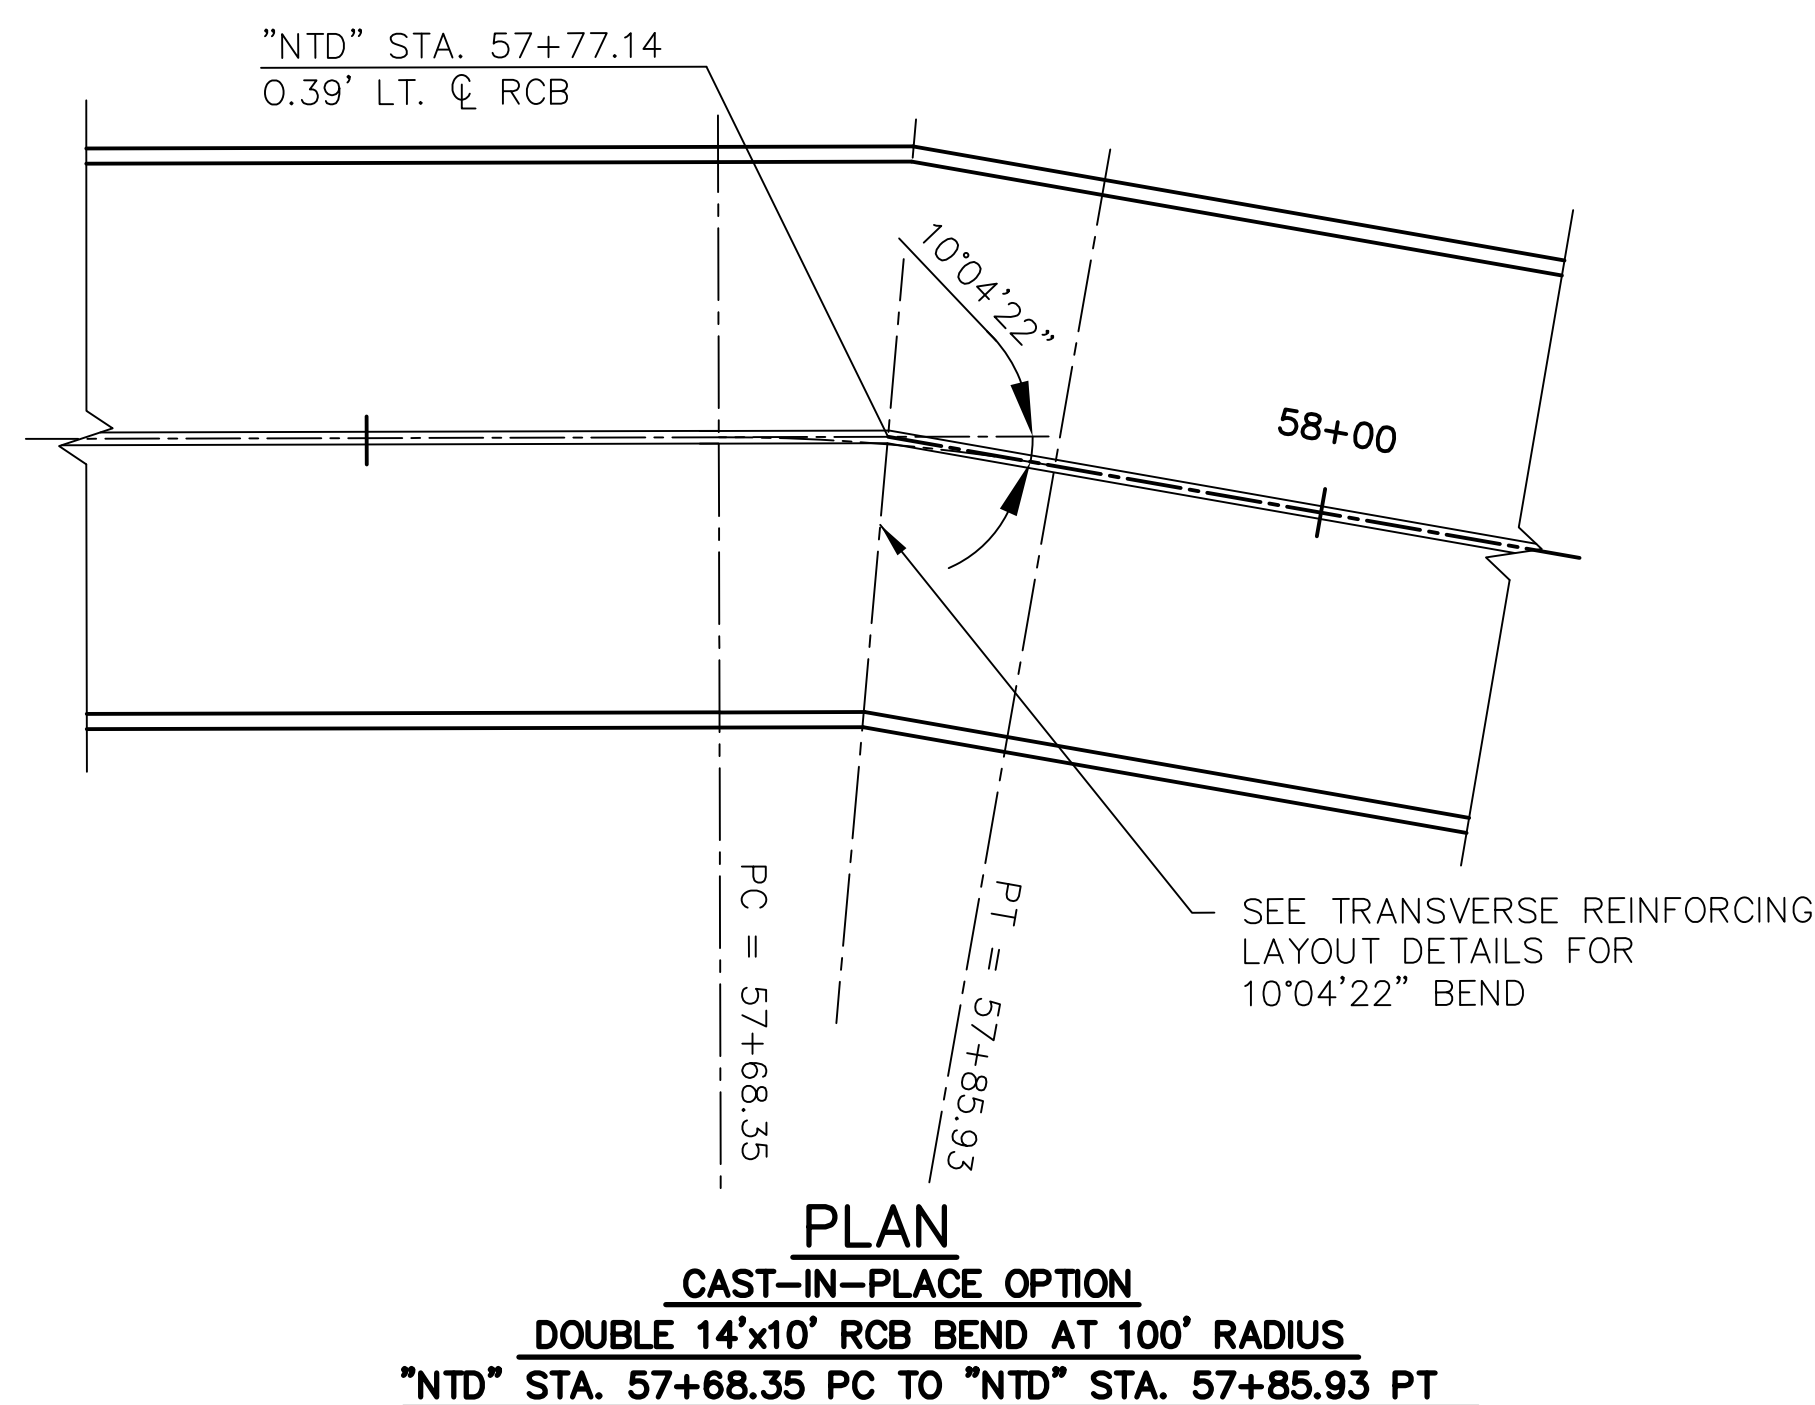 "NTD" STA. 57+77.14
0.39' LT. ℄ RCB
10°04'22"
58+00
SEE TRANSVERSE REINFORCING
LAYOUT DETAILS FOR
10°04'22" BEND
PC = 57+68.35
PT = 57+85.93
PLAN
CAST-IN-PLACE OPTION
DOUBLE 14'x10' RCB BEND AT 100' RADIUS
"NTD" STA. 57+68.35 PC TO "NTD" STA. 57+85.93 PT